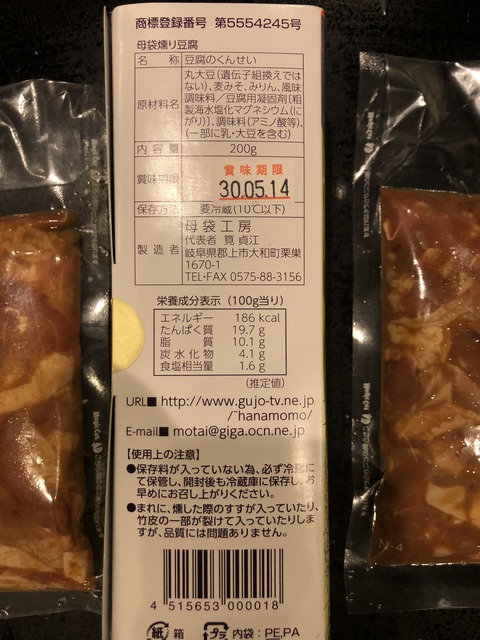 商標登録番号 第5554245号
母袋燻り豆腐
名 称 豆腐のくんせい
原材料名 丸大豆(遺伝子組換えでは
ない)、麦みそ、みりん、風味
調味料/豆腐用凝固剤〔粗
製海水塩化マグネシウム(に
がり)〕、調味料(アミノ酸等)、
(一部に乳・大豆を含む)
内 容 量 200g
賞味期限 賞味期限
30.05.14
保存方法 要冷蔵(10℃以下)
製造者 母袋工房
代表者 筧 貞江
岐阜県郡上市大和町栗巣
1670-1
TEL・FAX 0575-88-3156
栄養成分表示(100g当り)
エネルギー 186 kcal
たんぱく質 19.7 g
脂 質 10.1 g
炭水化物 4.1 g
食塩相当量 1.6 g
(推定値)
URL■ http://www.gujo-tv.ne.jp
/~hanamomo/
E-mail■ motai@giga.ocn.ne.jp
【使用上の注意】
●保存料が入っていない為、必ず冷蔵にて保管し、開封後も冷蔵庫に保存し、お
早めにお召し上がりください。
●まれに、燻した際のすすが入っていたり、
竹皮の一部が裂けて入っていたりしま
すが、品質には問題ありません。
4 515653 000018
紙 箱 プラ 内袋:PE,PA
N-4